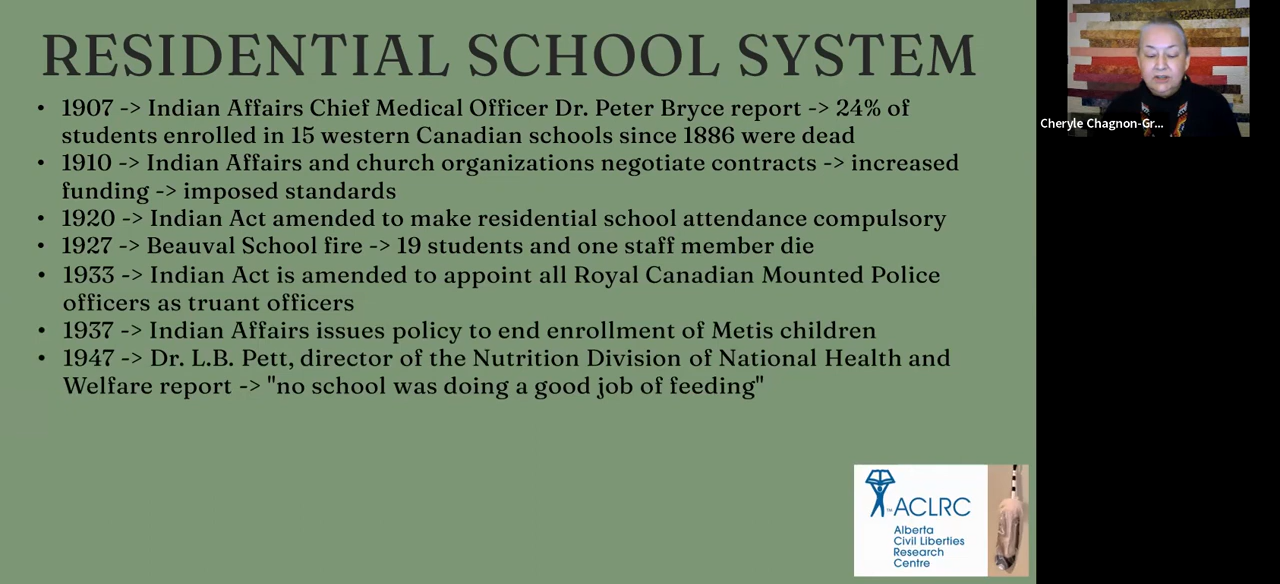 RESIDENTIAL SCHOOL SYSTEM
• 1907 -> Indian Affairs Chief Medical Officer Dr. Peter Bryce report -> 24% of
students enrolled in 15 western Canadian schools since 1886 were dead
• 1910 -> Indian Affairs and church organizations negotiate contracts -> increased
funding -> imposed standards
• 1920 -> Indian Act amended to make residential school attendance compulsory
• 1927 -> Beauval School fire -> 19 students and one staff member die
• 1933 -> Indian Act is amended to appoint all Royal Canadian Mounted Police
officers as truant officers
• 1937 -> Indian Affairs issues policy to end enrollment of Metis children
• 1947 -> Dr. L.B. Pett, director of the Nutrition Division of National Health and
Welfare report -> "no school was doing a good job of feeding"
Cheryle Chagnon-Gr...
™ACLRC
Alberta
Civil Liberties
Research
Centre